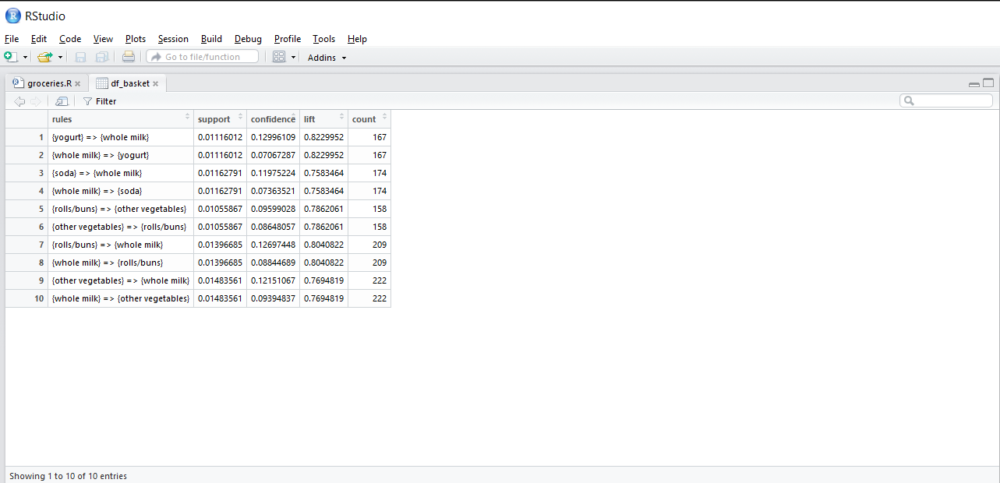 RStudio
File Edit Code View Plots Session Build Debug Profile Tools Help
Go to file/function Addins
groceries.R df_basket
Filter
rules support confidence lift count
1 {yogurt} => {whole milk} 0.01116012 0.12996109 0.8229952 167
2 {whole milk} => {yogurt} 0.01116012 0.07067287 0.8229952 167
3 {soda} => {whole milk} 0.01162791 0.11975224 0.7583464 174
4 {whole milk} => {soda} 0.01162791 0.07363521 0.7583464 174
5 {rolls/buns} => {other vegetables} 0.01055867 0.09599028 0.7862061 158
6 {other vegetables} => {rolls/buns} 0.01055867 0.08648057 0.7862061 158
7 {rolls/buns} => {whole milk} 0.01396685 0.12697448 0.8040822 209
8 {whole milk} => {rolls/buns} 0.01396685 0.08844689 0.8040822 209
9 {other vegetables} => {whole milk} 0.01483561 0.12151067 0.7694819 222
10 {whole milk} => {other vegetables} 0.01483561 0.09394837 0.7694819 222
Showing 1 to 10 of 10 entries